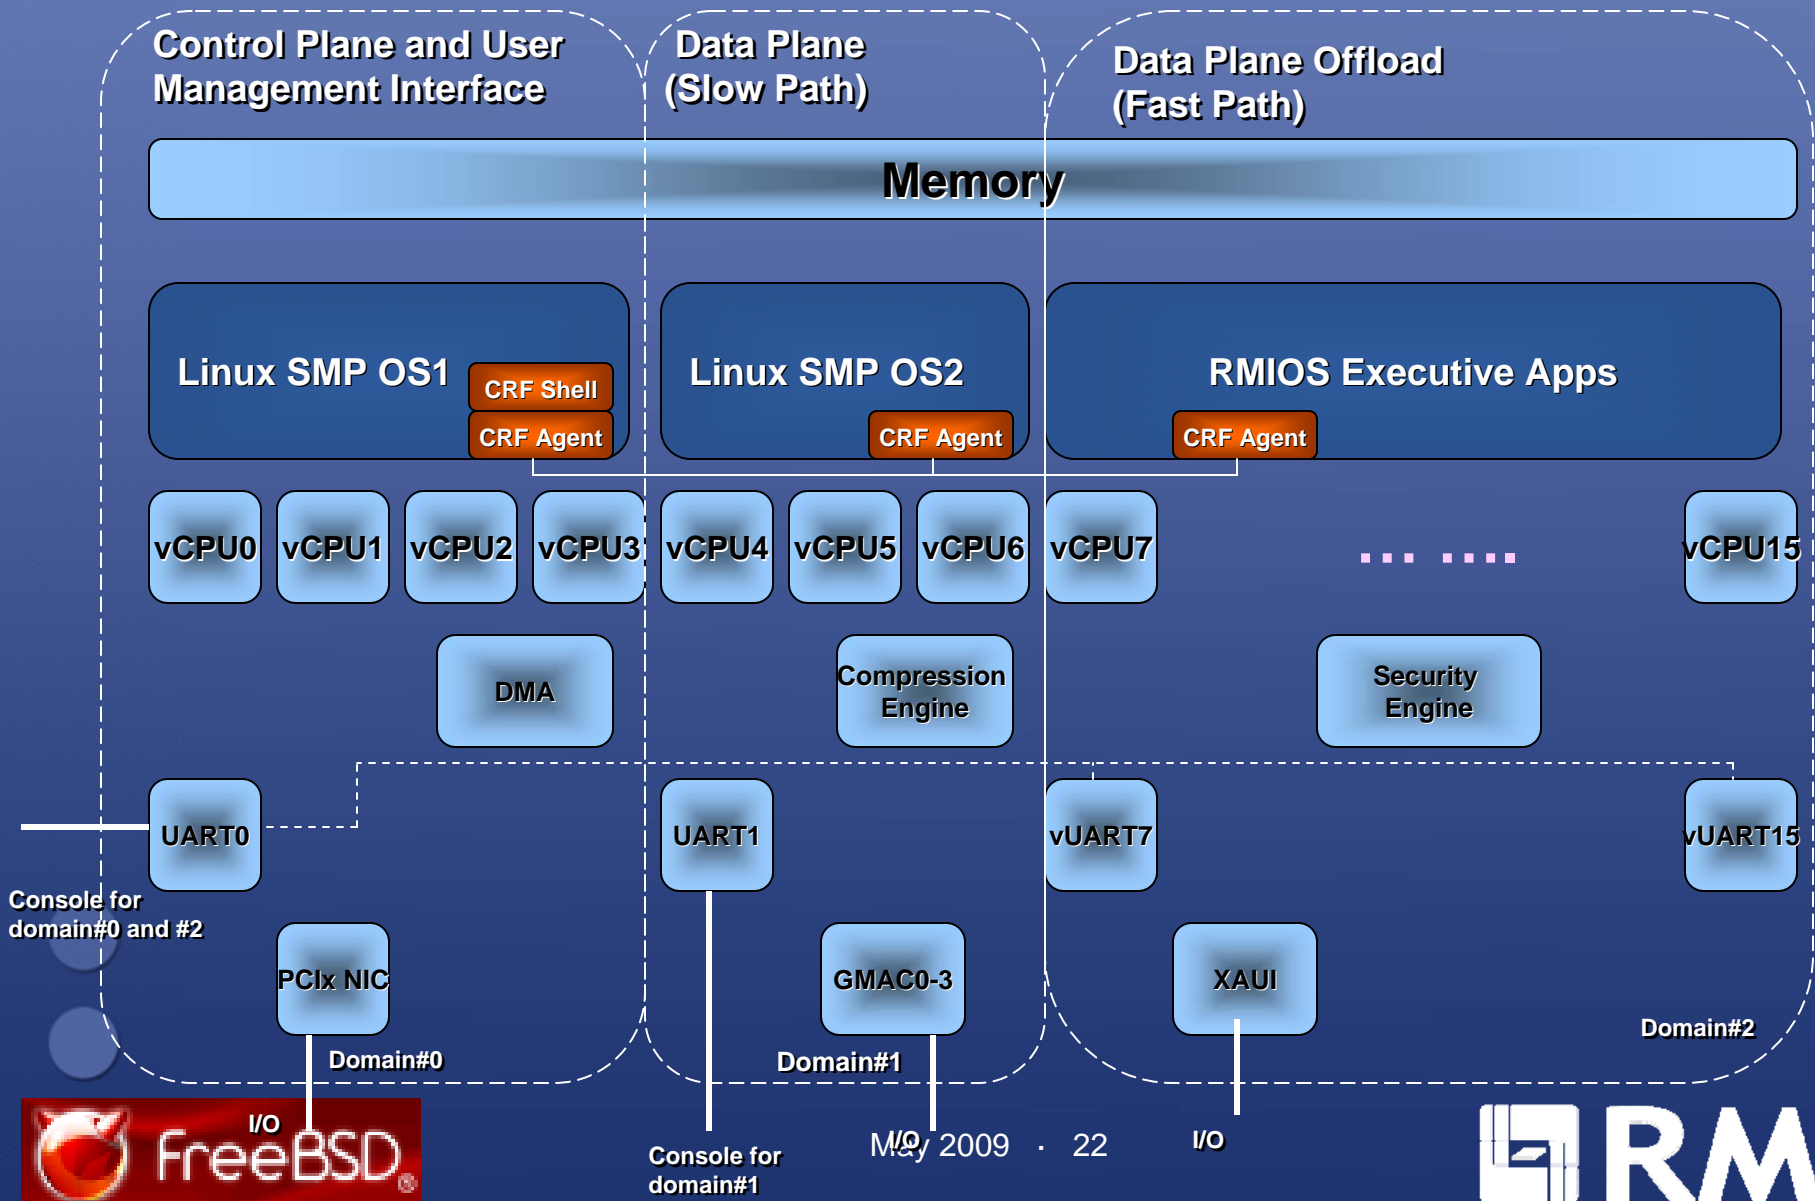 Control Plane and User
Management Interface
Data Plane
(Slow Path)
Data Plane Offload
(Fast Path)
Memory
Linux SMP OS1
CRF Shell
CRF Agent
Linux SMP OS2
CRF Agent
RMIOS Executive Apps
CRF Agent
vCPU0
vCPU1
vCPU2
vCPU3
vCPU4
vCPU5
vCPU6
vCPU7
... ....
vCPU15
DMA
Compression
Engine
Security
Engine
UART0
UART1
vUART7
vUART15
Console for
domain#0 and #2
PCIx NIC
GMAC0-3
XAUI
Domain#0
Domain#1
Domain#2
I/O
I/O
I/O
Console for
domain#1
May 2009 · 22
FreeBSD®
RM